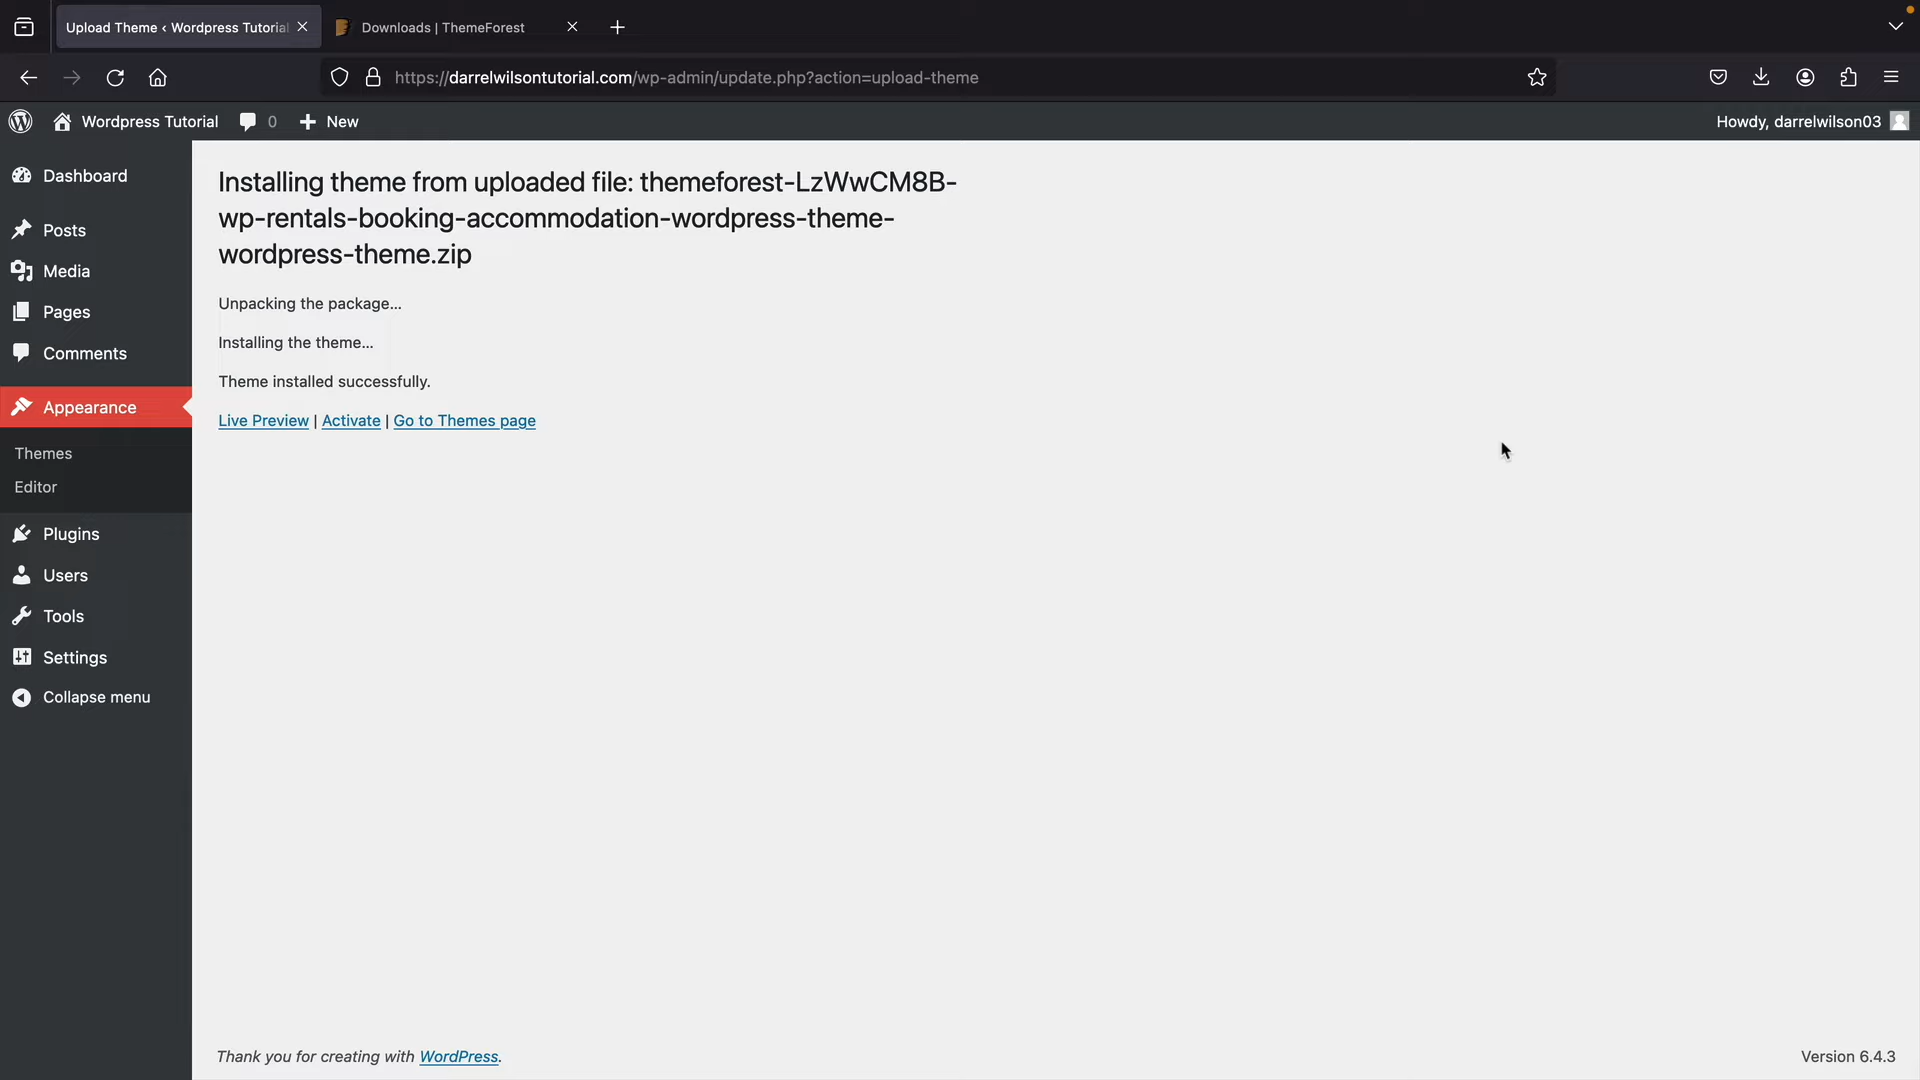 Upload Theme ‹ Wordpress Tutorial
Downloads | ThemeForest
https://darrelwilsontutorial.com/wp-admin/update.php?action=upload-theme
Wordpress Tutorial
0
New
Howdy, darrelwilson03
Dashboard
Posts
Media
Pages
Comments
Appearance
Themes
Editor
Plugins
Users
Tools
Settings
Collapse menu
Installing theme from uploaded file: themeforest-LzWwCM8B-
wp-rentals-booking-accommodation-wordpress-theme-
wordpress-theme.zip
Unpacking the package...
Installing the theme...
Theme installed successfully.
Live Preview | Activate | Go to Themes page
Thank you for creating with WordPress.
Version 6.4.3